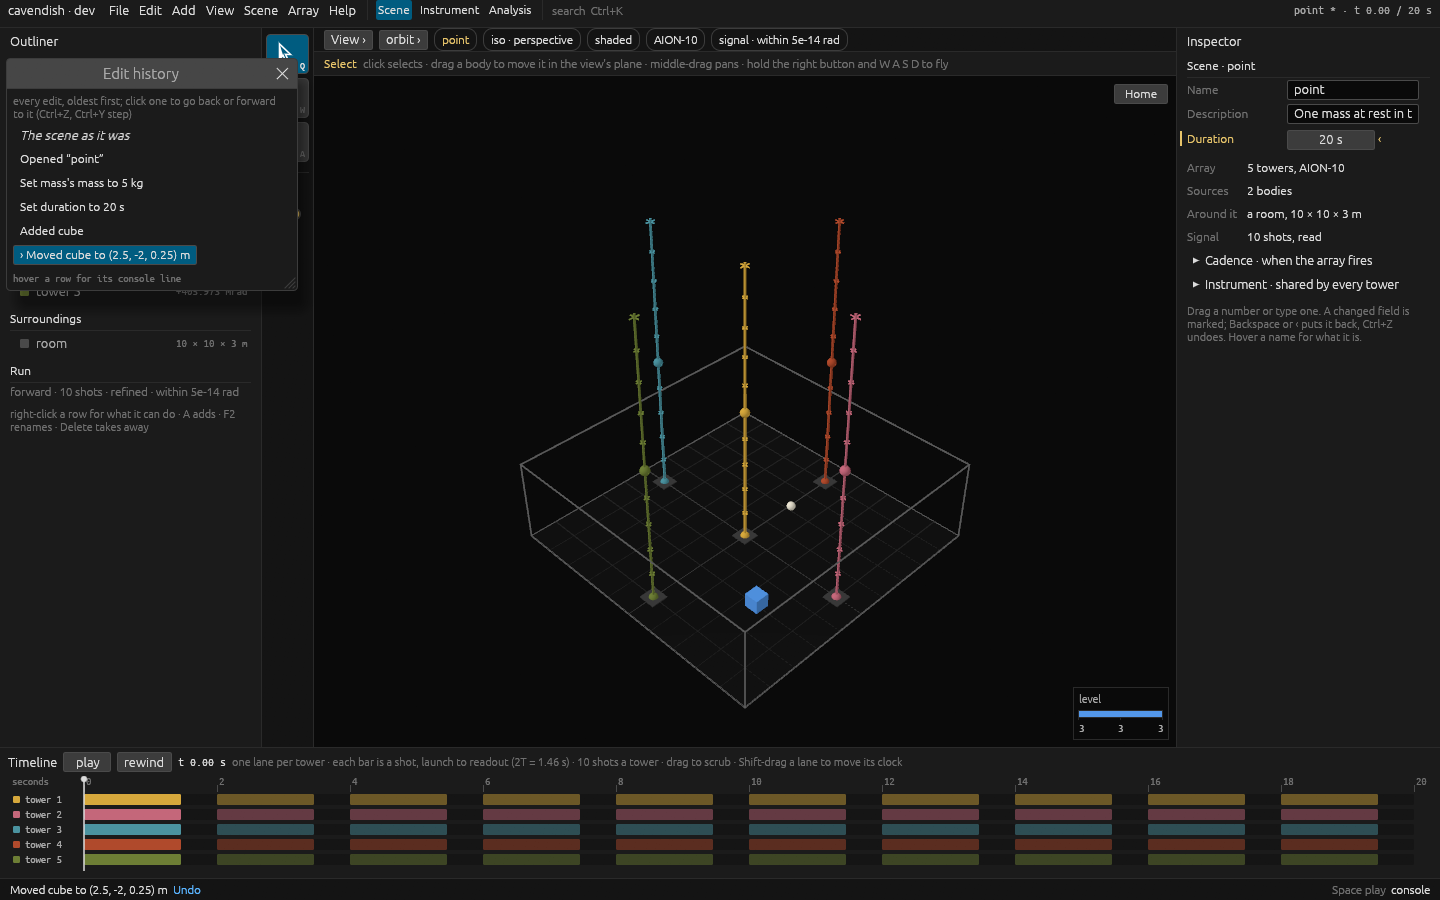 cavendish · dev File Edit Add View Scene Array Help Scene Instrument Analysis search Ctrl+K point * · t 0.00 / 20 s
Outliner
Q
W
A
Edit history
every edit, oldest first; click one to go back or forward
to it (Ctrl+Z, Ctrl+Y step)
The scene as it was
Opened "point"
Set mass's mass to 5 kg
Set duration to 20 s
Added cube
› Moved cube to (2.5, -2, 0.25) m
hover a row for its console line
tower 5
Surroundings
room 10 × 10 × 3 m
Run
forward · 10 shots · refined · within 5e-14 rad
right-click a row for what it can do · A adds · F2
renames · Delete takes away
View › orbit › point iso · perspective shaded AION-10 signal · within 5e-14 rad
Select click selects · drag a body to move it in the view's plane · middle-drag pans · hold the right button and W A S D to fly
Home
level
3 3 3
Inspector
Scene · point
Name point
Description One mass at rest in t
Duration 20 s ‹
Array 5 towers, AION-10
Sources 2 bodies
Around it a room, 10 × 10 × 3 m
Signal 10 shots, read
► Cadence · when the array fires
► Instrument · shared by every tower
Drag a number or type one. A changed field is
marked; Backspace or ‹ puts it back, Ctrl+Z
undoes. Hover a name for what it is.
Timeline play rewind t 0.00 s one lane per tower · each bar is a shot, launch to readout (2T = 1.46 s) · 10 shots a tower · drag to scrub · Shift-drag a lane to move its clock
seconds 0 2 4 6 8 10 12 14 16 18 20
tower 1
tower 2
tower 3
tower 4
tower 5
Moved cube to (2.5, -2, 0.25) m Undo Space play console